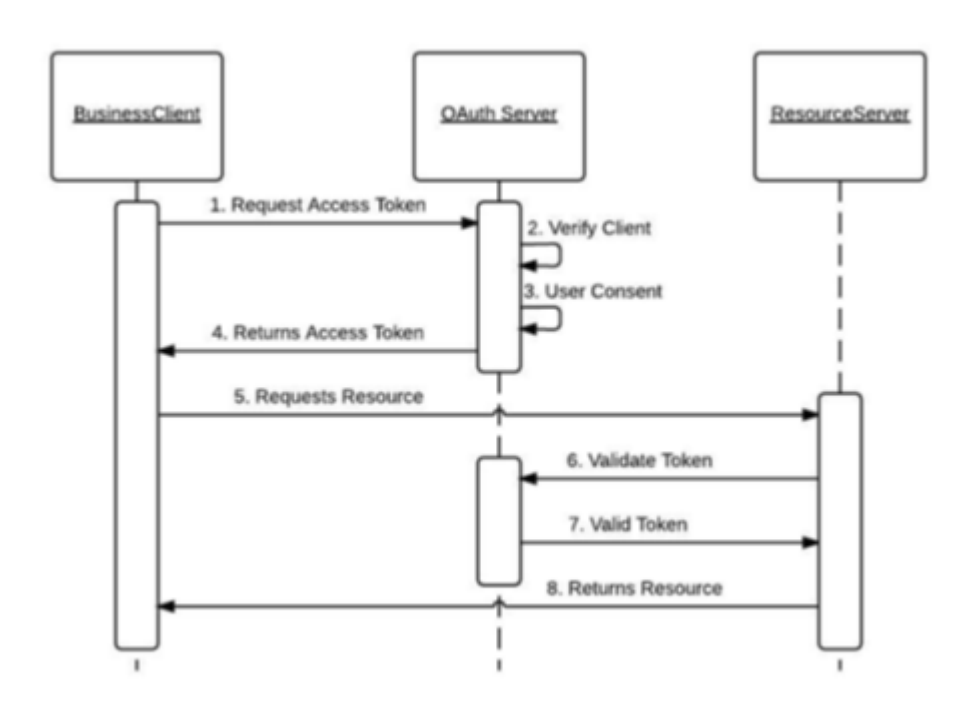 BusinessClient
OAuth Server
ResourceServer
1. Request Access Token
2. Verify Client
3. User Consent
4. Returns Access Token
5. Requests Resource
6. Validate Token
7. Valid Token
8. Returns Resource